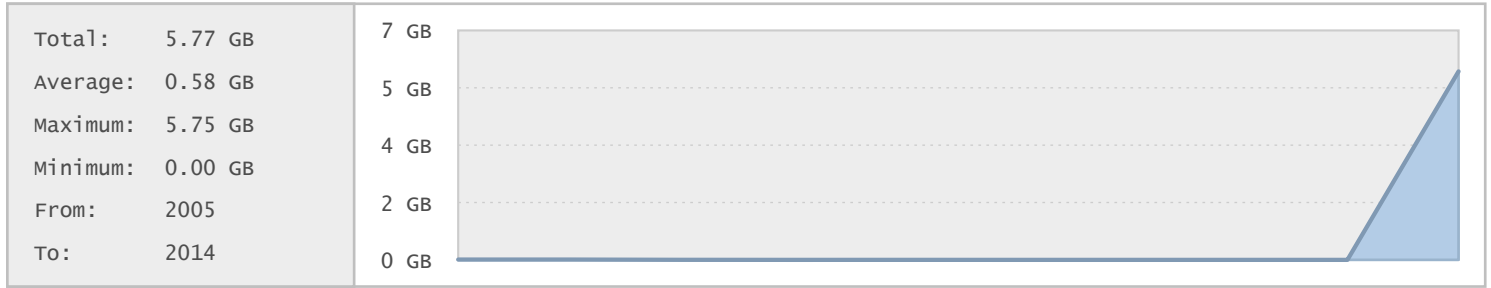 Total: 5.77 GB
Average: 0.58 GB
Maximum: 5.75 GB
Minimum: 0.00 GB
From: 2005
To: 2014
7 GB
5 GB
4 GB
2 GB
0 GB